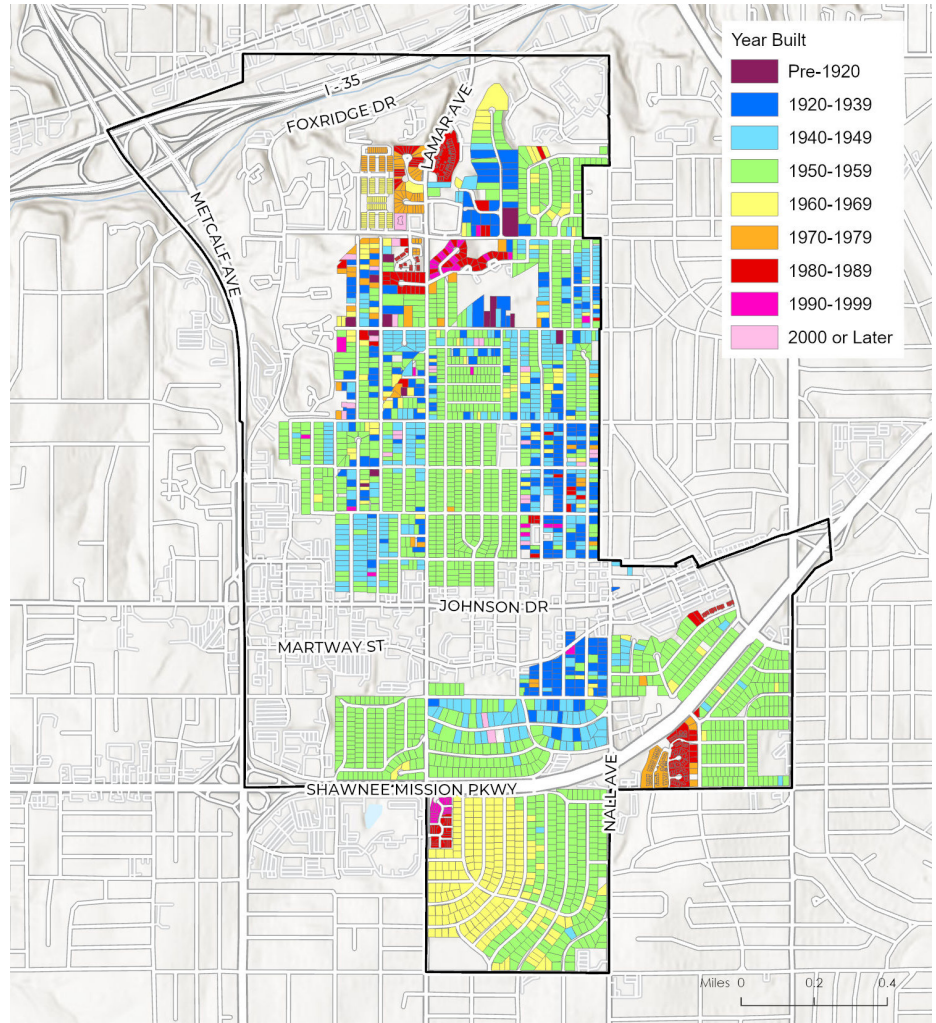 Year Built
Pre-1920
1920-1939
1940-1949
1950-1959
1960-1969
1970-1979
1980-1989
1990-1999
2000 or Later
I - 35
FOXRIDGE DR
LAMAR AVE
METCALF AVE
JOHNSON DR
MARTWAY ST
SHAWNEE MISSION PKWY
NALL AVE
Miles 0 0.2 0.4